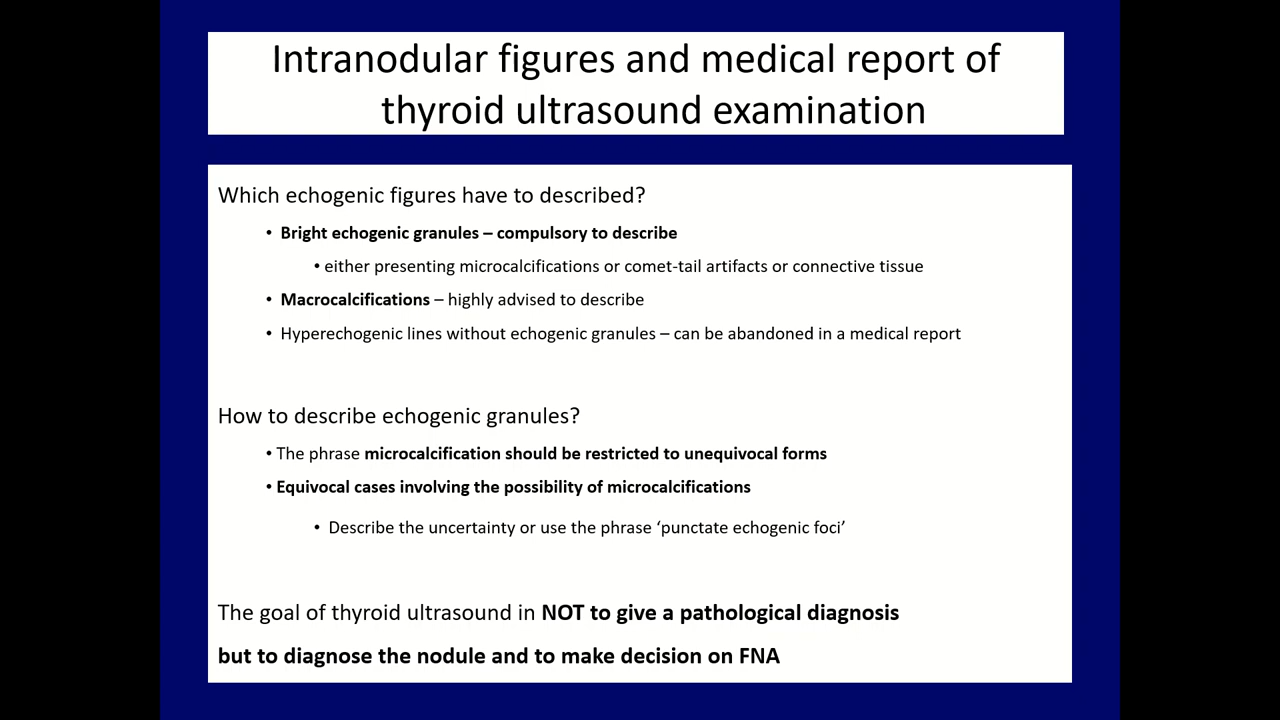 Intranodular figures and medical report of
thyroid ultrasound examination
Which echogenic figures have to described?
• Bright echogenic granules – compulsory to describe
• either presenting microcalcifications or comet-tail artifacts or connective tissue
• Macrocalcifications – highly advised to describe
• Hyperechogenic lines without echogenic granules – can be abandoned in a medical report
How to describe echogenic granules?
• The phrase microcalcification should be restricted to unequivocal forms
• Equivocal cases involving the possibility of microcalcifications
• Describe the uncertainty or use the phrase ‘punctate echogenic foci’
The goal of thyroid ultrasound in NOT to give a pathological diagnosis
but to diagnose the nodule and to make decision on FNA